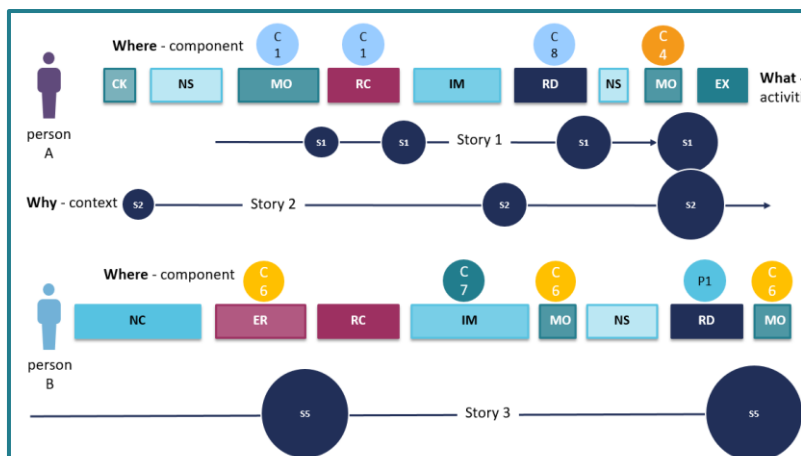 Where - component
C
1
C
1
C
8
C
4
CK
NS
MO
RC
IM
RD
NS
MO
EX
What -
activiti
person
A
S1
S1
Story 1
S1
S1
Why - context
S2
Story 2
S2
S2
Where - component
C
6
C
7
C
6
P1
C
6
NC
ER
RC
IM
MO
NS
RD
MO
person
B
S5
Story 3
S5